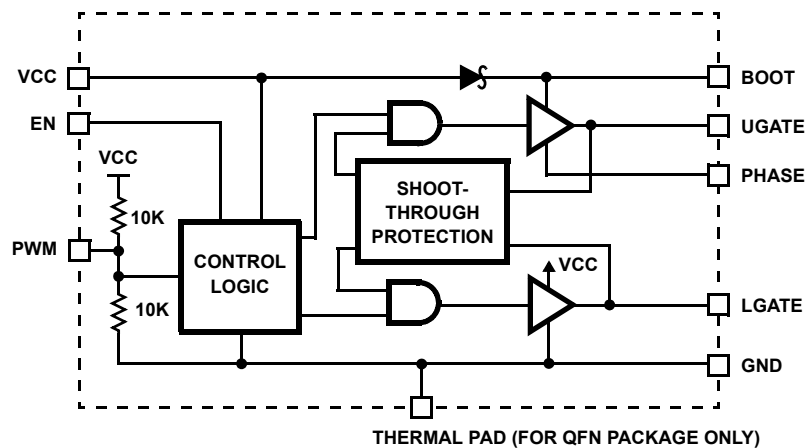 VCC
BOOT
EN
UGATE
VCC
PHASE
10K
SHOOT-
THROUGH
PROTECTION
PWM
CONTROL
LOGIC
VCC
10K
LGATE
GND
THERMAL PAD (FOR QFN PACKAGE ONLY)